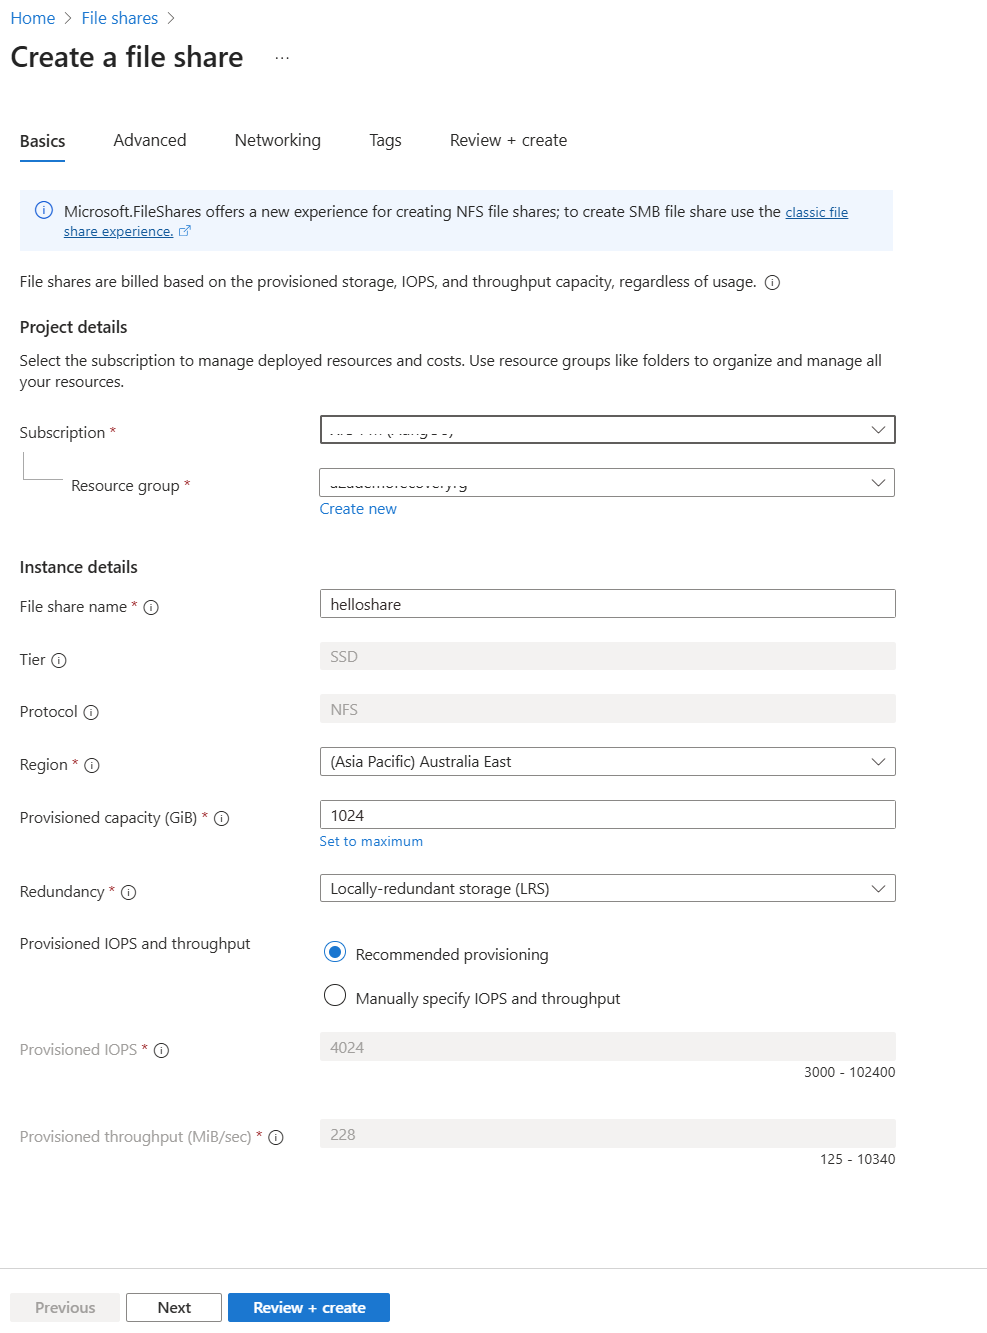 Home > File shares >
Create a file share ...
Basics Advanced Networking Tags Review + create
Microsoft.FileShares offers a new experience for creating NFS file shares; to create SMB file share use the classic file
share experience.
File shares are billed based on the provisioned storage, IOPS, and throughput capacity, regardless of usage.
Project details
Select the subscription to manage deployed resources and costs. Use resource groups like folders to organize and manage all
your resources.
Subscription *
Resource group *
Create new
Instance details
File share name * helloshare
Tier SSD
Protocol NFS
Region * (Asia Pacific) Australia East
Provisioned capacity (GiB) * 1024
Set to maximum
Redundancy * Locally-redundant storage (LRS)
Provisioned IOPS and throughput
Recommended provisioning
Manually specify IOPS and throughput
Provisioned IOPS * 4024
3000 - 102400
Provisioned throughput (MiB/sec) * 228
125 - 10340
Previous Next Review + create